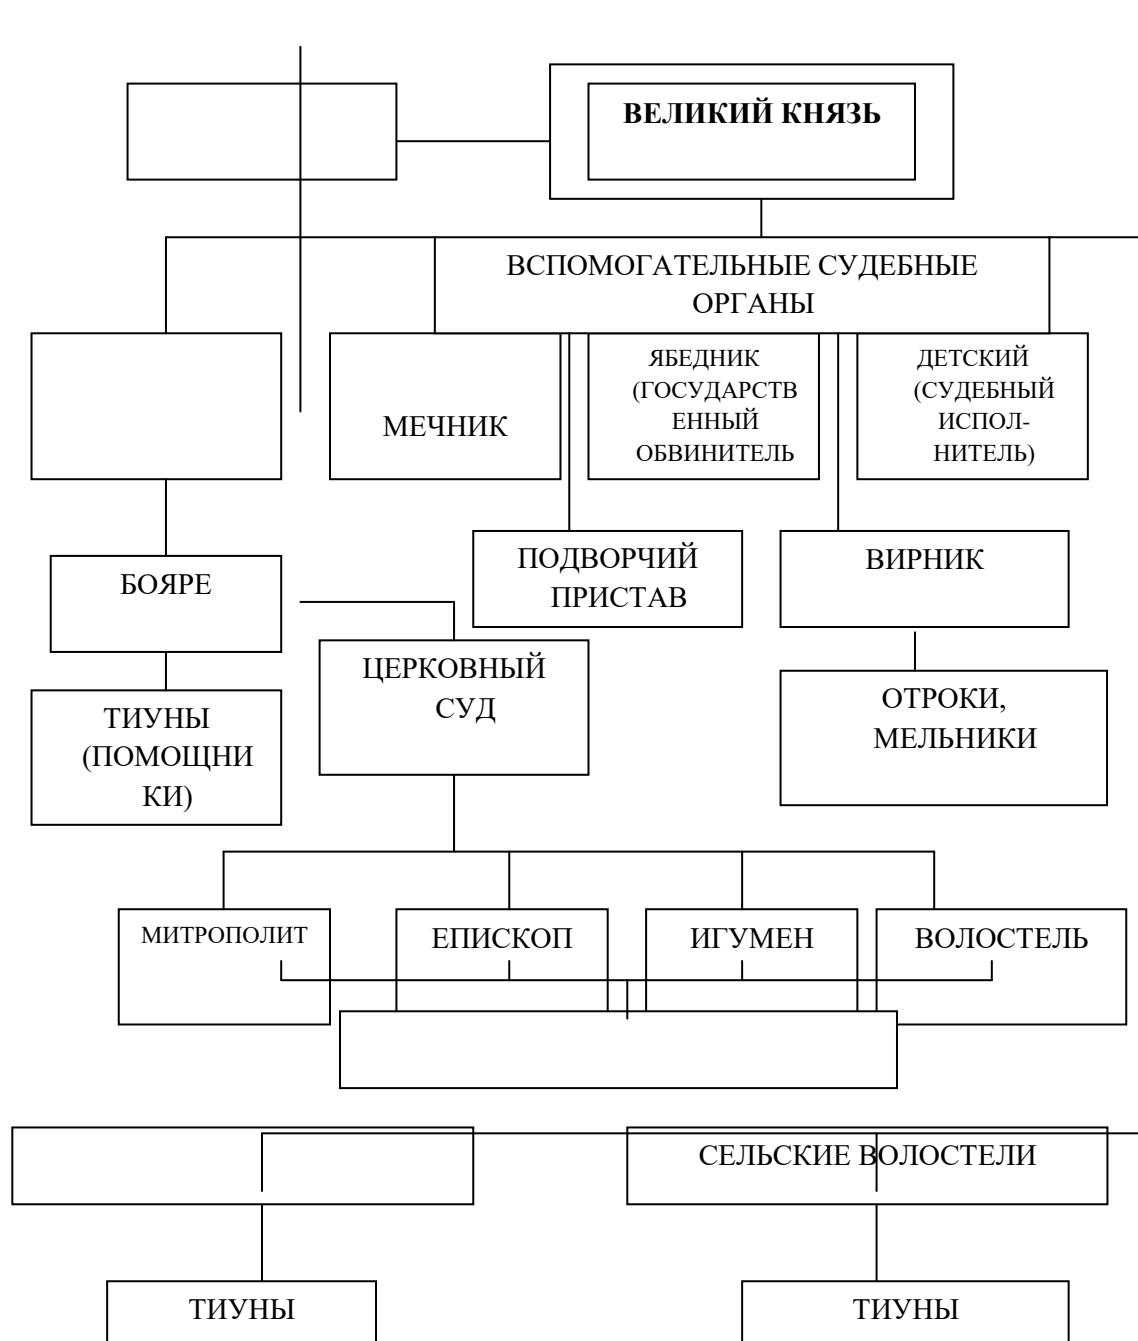 ВЕЛИКИЙ КНЯЗЬ
ВСПОМОГАТЕЛЬНЫЕ СУДЕБНЫЕ
ОРГАНЫ
МЕЧНИК
ЯБЕДНИК
(ГОСУДАРСТВ
ЕННЫЙ
ОБВИНИТЕЛЬ
ДЕТСКИЙ
(СУДЕБНЫЙ
ИСПОЛ-
НИТЕЛЬ)
БОЯРЕ
ПОДВОРЧИЙ
ПРИСТАВ
ВИРНИК
ТИУНЫ
(ПОМОЩНИ
КИ)
ЦЕРКОВНЫЙ
СУД
ОТРОКИ,
МЕЛЬНИКИ
МИТРОПОЛИТ
ЕПИСКОП
ИГУМЕН
ВОЛОСТЕЛЬ
СЕЛЬСКИЕ ВОЛОСТЕЛИ
ТИУНЫ
ТИУНЫ